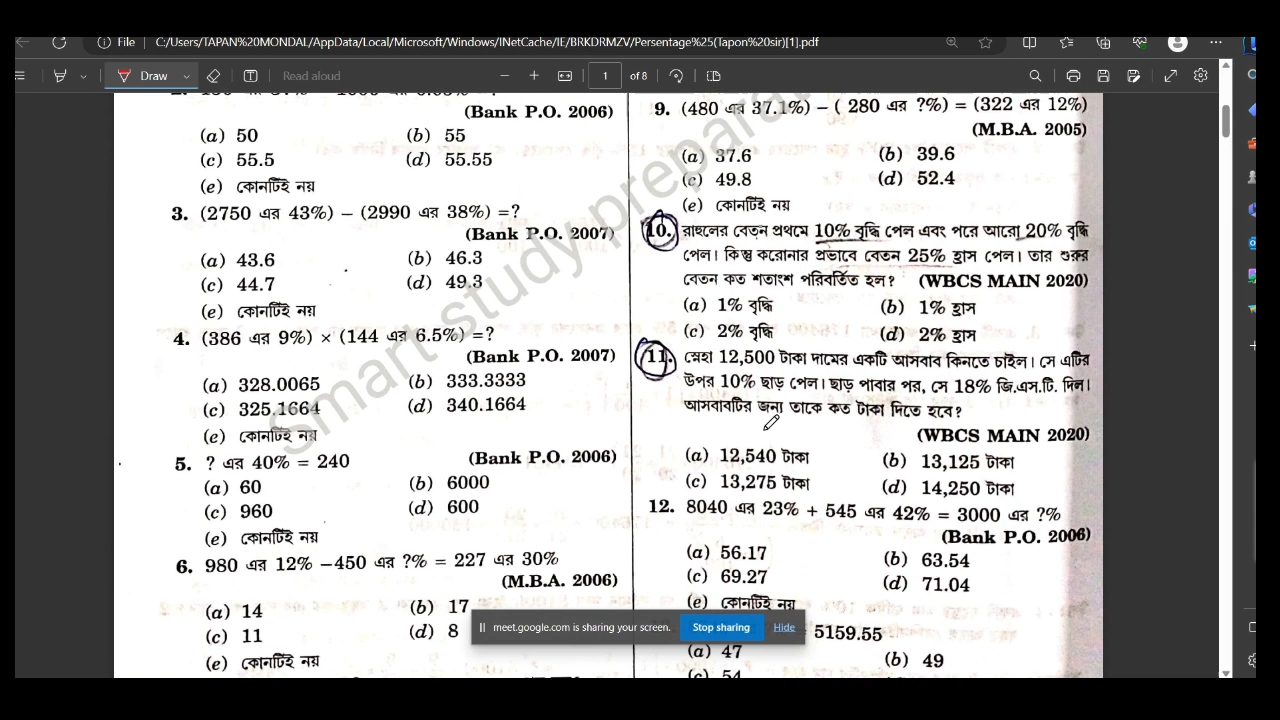 File C:/Users/TAPAN%20MONDAL/AppData/Local/Microsoft/Windows/INetCache/IE/BRKDRMZV/Persentage%25(Tapon%20sir)[1].pdf
Draw Read aloud 1 of 8
(Bank P.O. 2006)
(a) 50 (b) 55
(c) 55.5 (d) 55.55
(e) কোনটিই নয়
3. (2750 এর 43%) – (2990 এর 38%) =?
(Bank P.O. 2007)
(a) 43.6 (b) 46.3
(c) 44.7 (d) 49.3
(e) কোনটিই নয়
4. (386 এর 9%) × (144 এর 6.5%) =?
(Bank P.O. 2007)
(a) 328.0065 (b) 333.3333
(c) 325.1664 (d) 340.1664
(e) কোনটিই নয়
5. ? এর 40% = 240 (Bank P.O. 2006)
(a) 60 (b) 6000
(c) 960 (d) 600
(e) কোনটিই নয়
6. 980 এর 12% –450 এর ?% = 227 এর 30%
(M.B.A. 2006)
(a) 14 (b) 17
(c) 11 (d) 8
(e) কোনটিই নয়
9. (480 এর 37.1%) – ( 280 এর ?%) = (322 এর 12%)
(M.B.A. 2005)
(a) 37.6 (b) 39.6
(c) 49.8 (d) 52.4
(e) কোনটিই নয়
10. রাহুলের বেতন প্রথমে 10% বৃদ্ধি পেল এবং পরে আরো 20% বৃদ্ধি
পেল। কিন্তু করোনার প্রভাবে বেতন 25% হ্রাস পেল। তার শুরুর
বেতন কত শতাংশ পরিবর্তিত হল? (WBCS MAIN 2020)
(a) 1% বৃদ্ধি (b) 1% হ্রাস
(c) 2% বৃদ্ধি (d) 2% হ্রাস
11. স্নেহা 12,500 টাকা দামের একটি আসবাব কিনতে চাইল। সে এটির
উপর 10% ছাড় পেল। ছাড় পাবার পর, সে 18% জি.এস.টি. দিল।
আসবাবটির জন্য তাকে কত টাকা দিতে হবে?
(WBCS MAIN 2020)
(a) 12,540 টাকা (b) 13,125 টাকা
(c) 13,275 টাকা (d) 14,250 টাকা
12. 8040 এর 23% + 545 এর 42% = 3000 এর ?%
(Bank P.O. 2006)
(a) 56.17 (b) 63.54
(c) 69.27 (d) 71.04
(e) কোনটিই নয়
= 5159.55
(a) 47 (b) 49
Smart study prepara
meet.google.com is sharing your screen. Stop sharing Hide